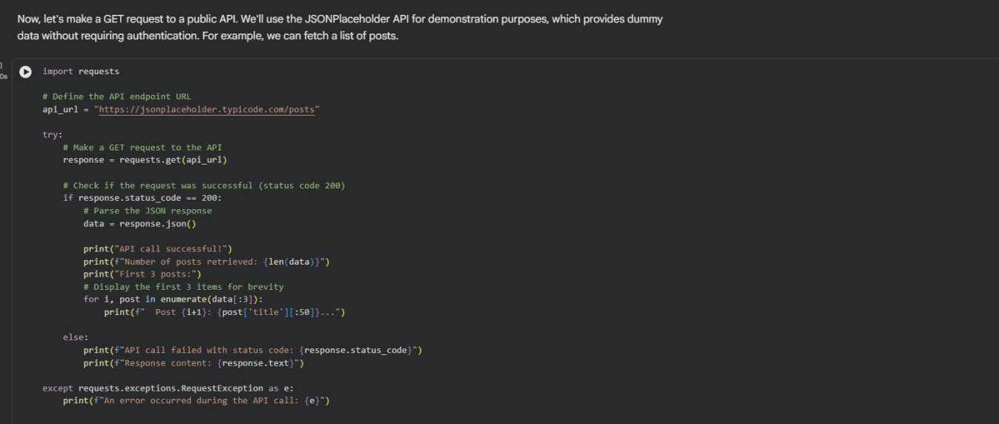 Now, let's make a GET request to a public API. We'll use the JSONPlaceholder API for demonstration purposes, which provides dummy
data without requiring authentication. For example, we can fetch a list of posts.
]
0s
import requests
# Define the API endpoint URL
api_url = "https://jsonplaceholder.typicode.com/posts"
try:
    # Make a GET request to the API
    response = requests.get(api_url)
    # Check if the request was successful (status code 200)
    if response.status_code == 200:
        # Parse the JSON response
        data = response.json()
        print("API call successful!")
        print(f"Number of posts retrieved: {len(data)}")
        print("First 3 posts:")
        # Display the first 3 items for brevity
        for i, post in enumerate(data[:3]):
            print(f"  Post {i+1}: {post['title'][:50]}...")
    else:
        print(f"API call failed with status code: {response.status_code}")
        print(f"Response content: {response.text}")
except requests.exceptions.RequestException as e:
    print(f"An error occurred during the API call: {e}")